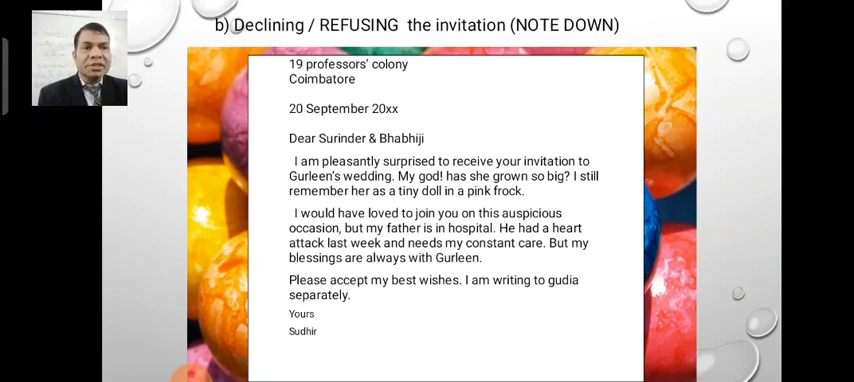 b) Declining / REFUSING the invitation (NOTE DOWN)
19 professors' colony
Coimbatore
20 September 20xx
Dear Surinder & Bhabhiji
I am pleasantly surprised to receive your invitation to
Gurleen's wedding. My god! has she grown so big? I still
remember her as a tiny doll in a pink frock.
I would have loved to join you on this auspicious
occasion, but my father is in hospital. He had a heart
attack last week and needs my constant care. But my
blessings are always with Gurleen.
Please accept my best wishes. I am writing to gudia
separately.
Yours
Sudhir